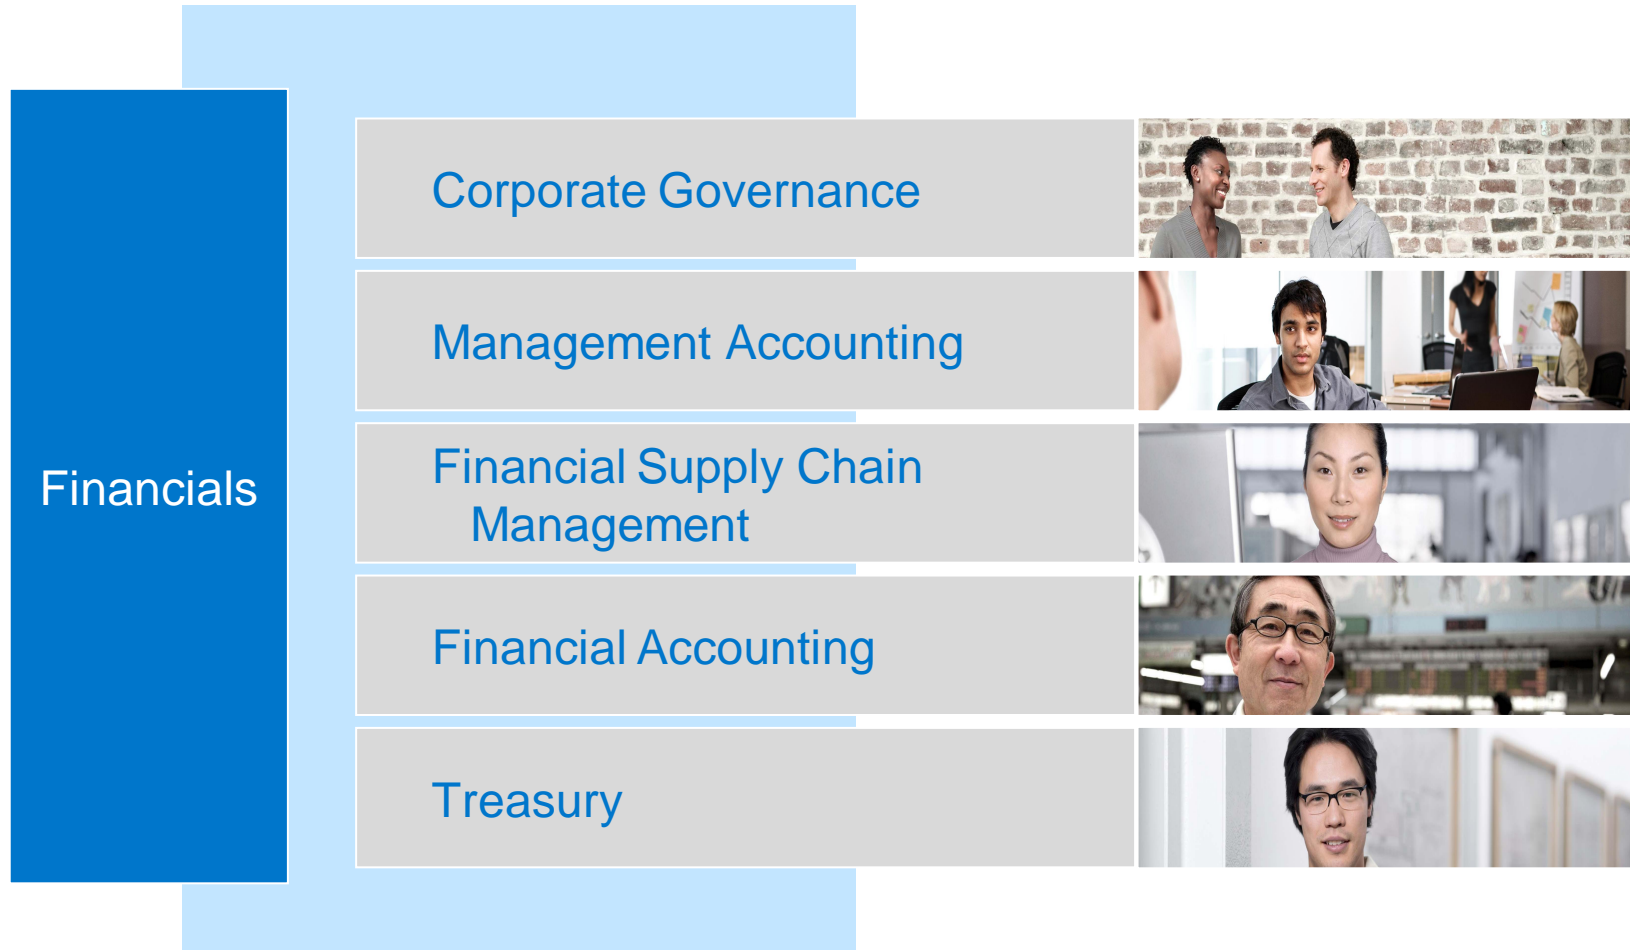 Financials
Corporate Governance
Management Accounting
Financial Supply Chain
Management
Financial Accounting
Treasury